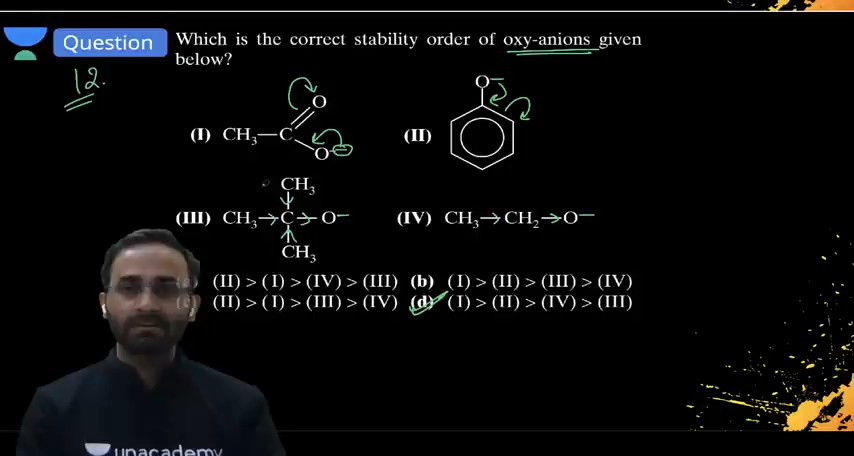 Question
Which is the correct stability order of oxy-anions given
below?
12.
(I) CH₃—C
O
O⊖
(II)
O−
CH₃
(III) CH₃→C→O−
CH₃
(IV) CH₃→CH₂→O−
(II) > (I) > (IV) > (III) (b) (I) > (II) > (III) > (IV)
(II) > (I) > (III) > (IV) (d) (I) > (II) > (IV) > (III)
unacademy